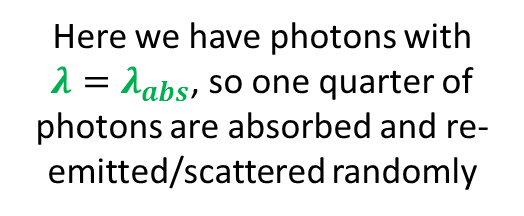 Here we have photons with
λ = λabs, so one quarter of
photons are absorbed and re-
emitted/scattered randomly